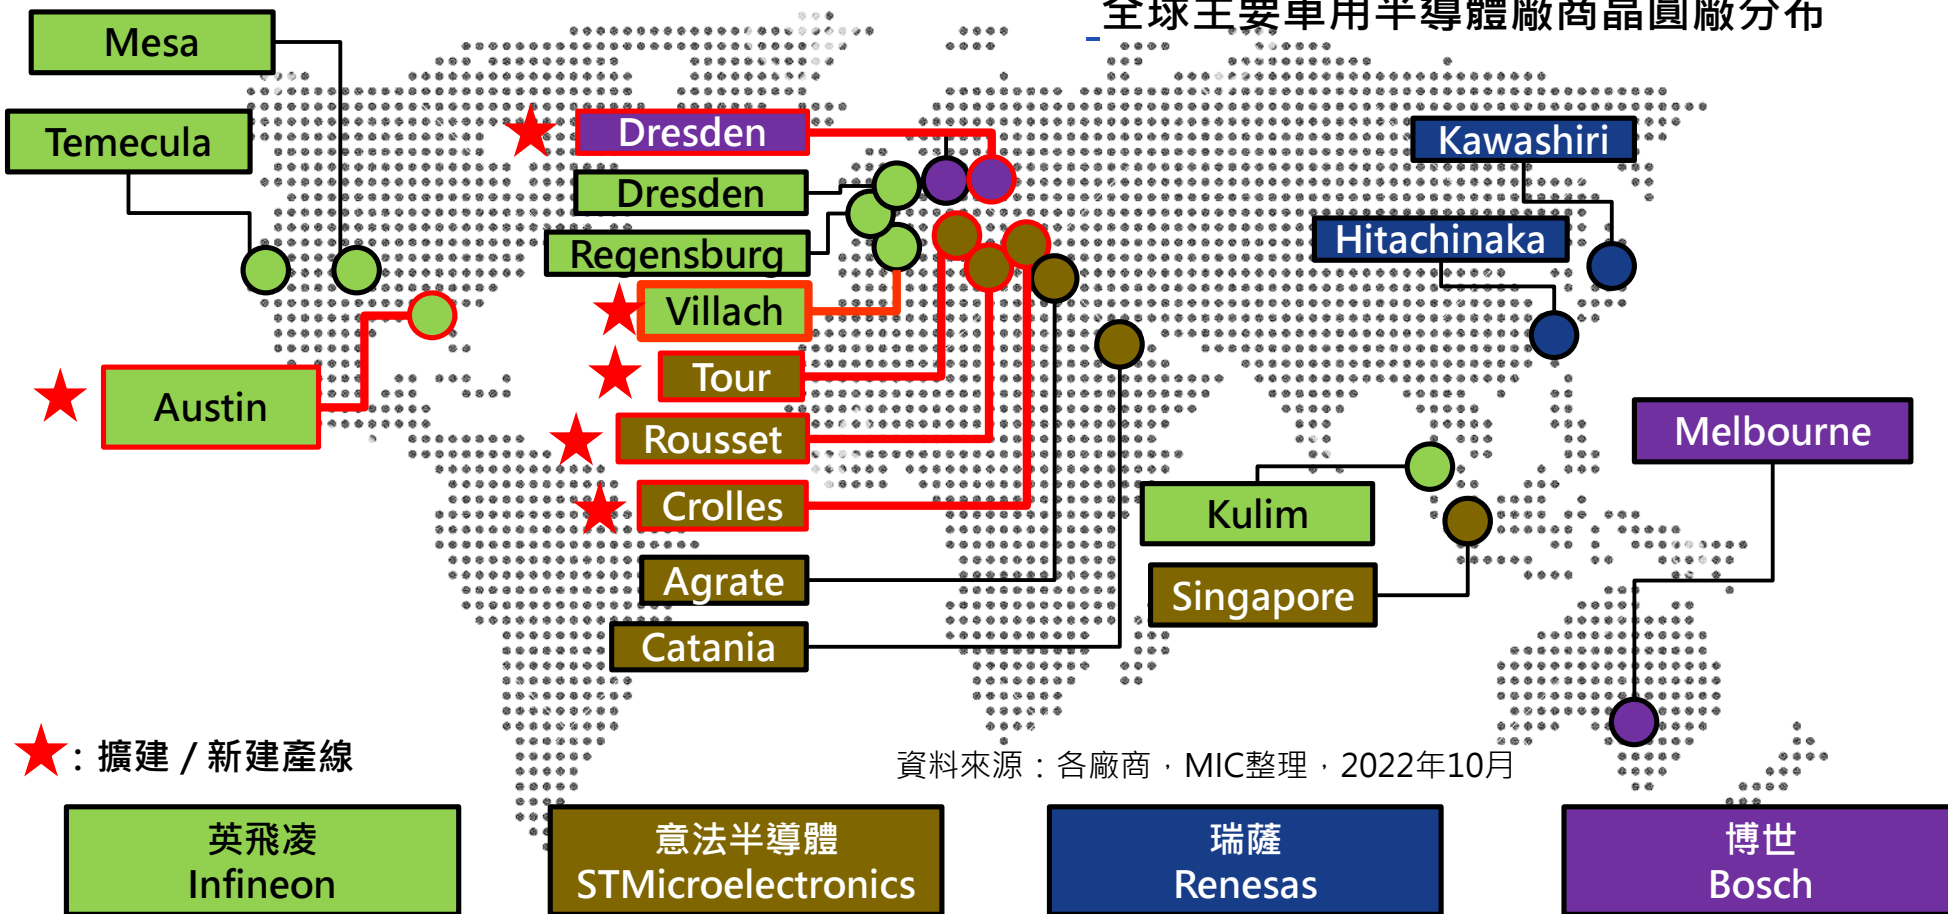 全球主要車用半導體廠商晶圓廠分布
Mesa
Temecula
Austin
Dresden
Dresden
Regensburg
Villach
Tour
Rousset
Crolles
Agrate
Catania
Kawashiri
Hitachinaka
Melbourne
Kulim
Singapore
★：擴建 / 新建產線
資料來源：各廠商，MIC整理，2022年10月
英飛凌
Infineon
意法半導體
STMicroelectronics
瑞薩
Renesas
博世
Bosch